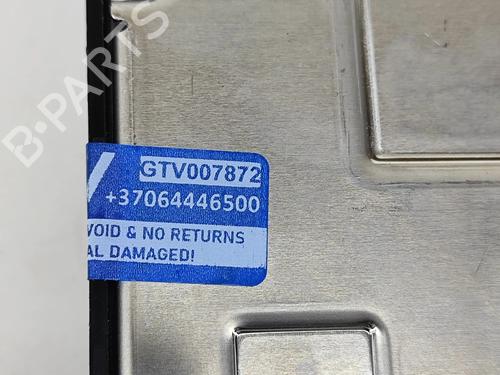 B-PARTS
GTV007872
+37064446500
VOID & NO RETURNS
AL DAMAGED!